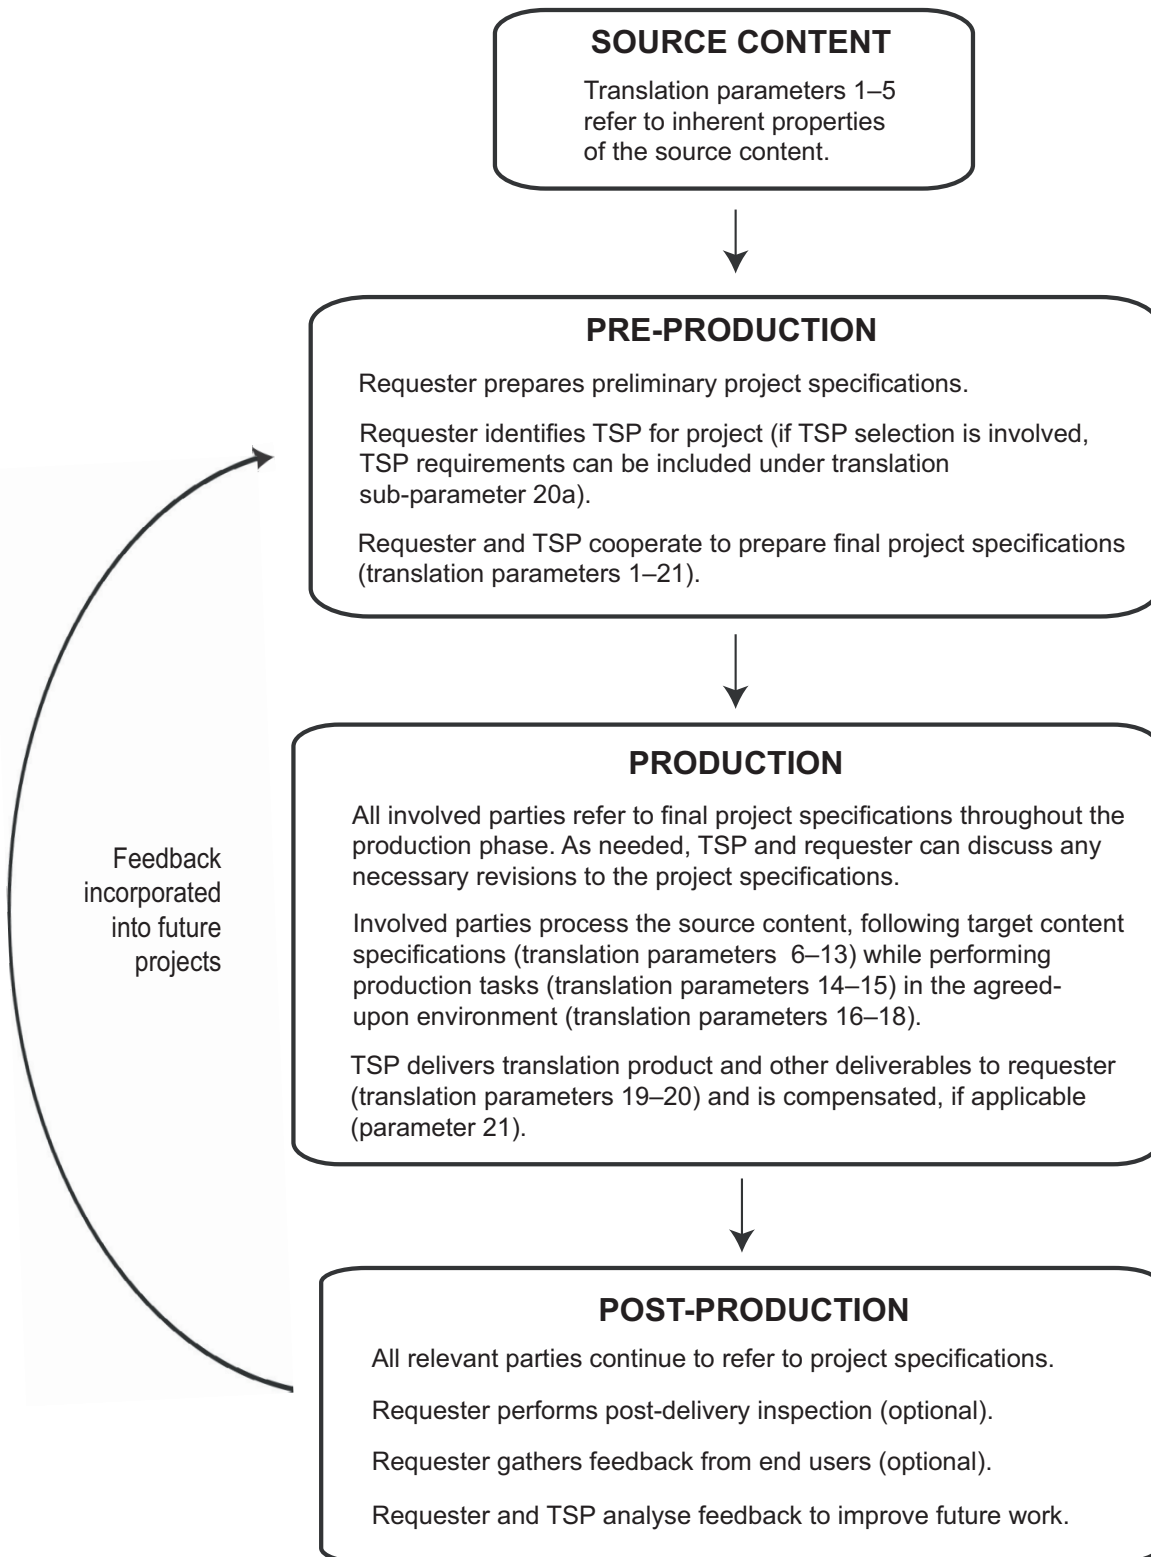 SOURCE CONTENT
Translation parameters 1–5
refer to inherent properties
of the source content.
PRE-PRODUCTION
Requester prepares preliminary project specifications.
Requester identifies TSP for project (if TSP selection is involved,
TSP requirements can be included under translation
sub-parameter 20a).
Requester and TSP cooperate to prepare final project specifications
(translation parameters 1–21).
PRODUCTION
All involved parties refer to final project specifications throughout the
production phase. As needed, TSP and requester can discuss any
necessary revisions to the project specifications.
Involved parties process the source content, following target content
specifications (translation parameters 6–13) while performing
production tasks (translation parameters 14–15) in the agreed-
upon environment (translation parameters 16–18).
TSP delivers translation product and other deliverables to requester
(translation parameters 19–20) and is compensated, if applicable
(parameter 21).
Feedback
incorporated
into future
projects
POST-PRODUCTION
All relevant parties continue to refer to project specifications.
Requester performs post-delivery inspection (optional).
Requester gathers feedback from end users (optional).
Requester and TSP analyse feedback to improve future work.